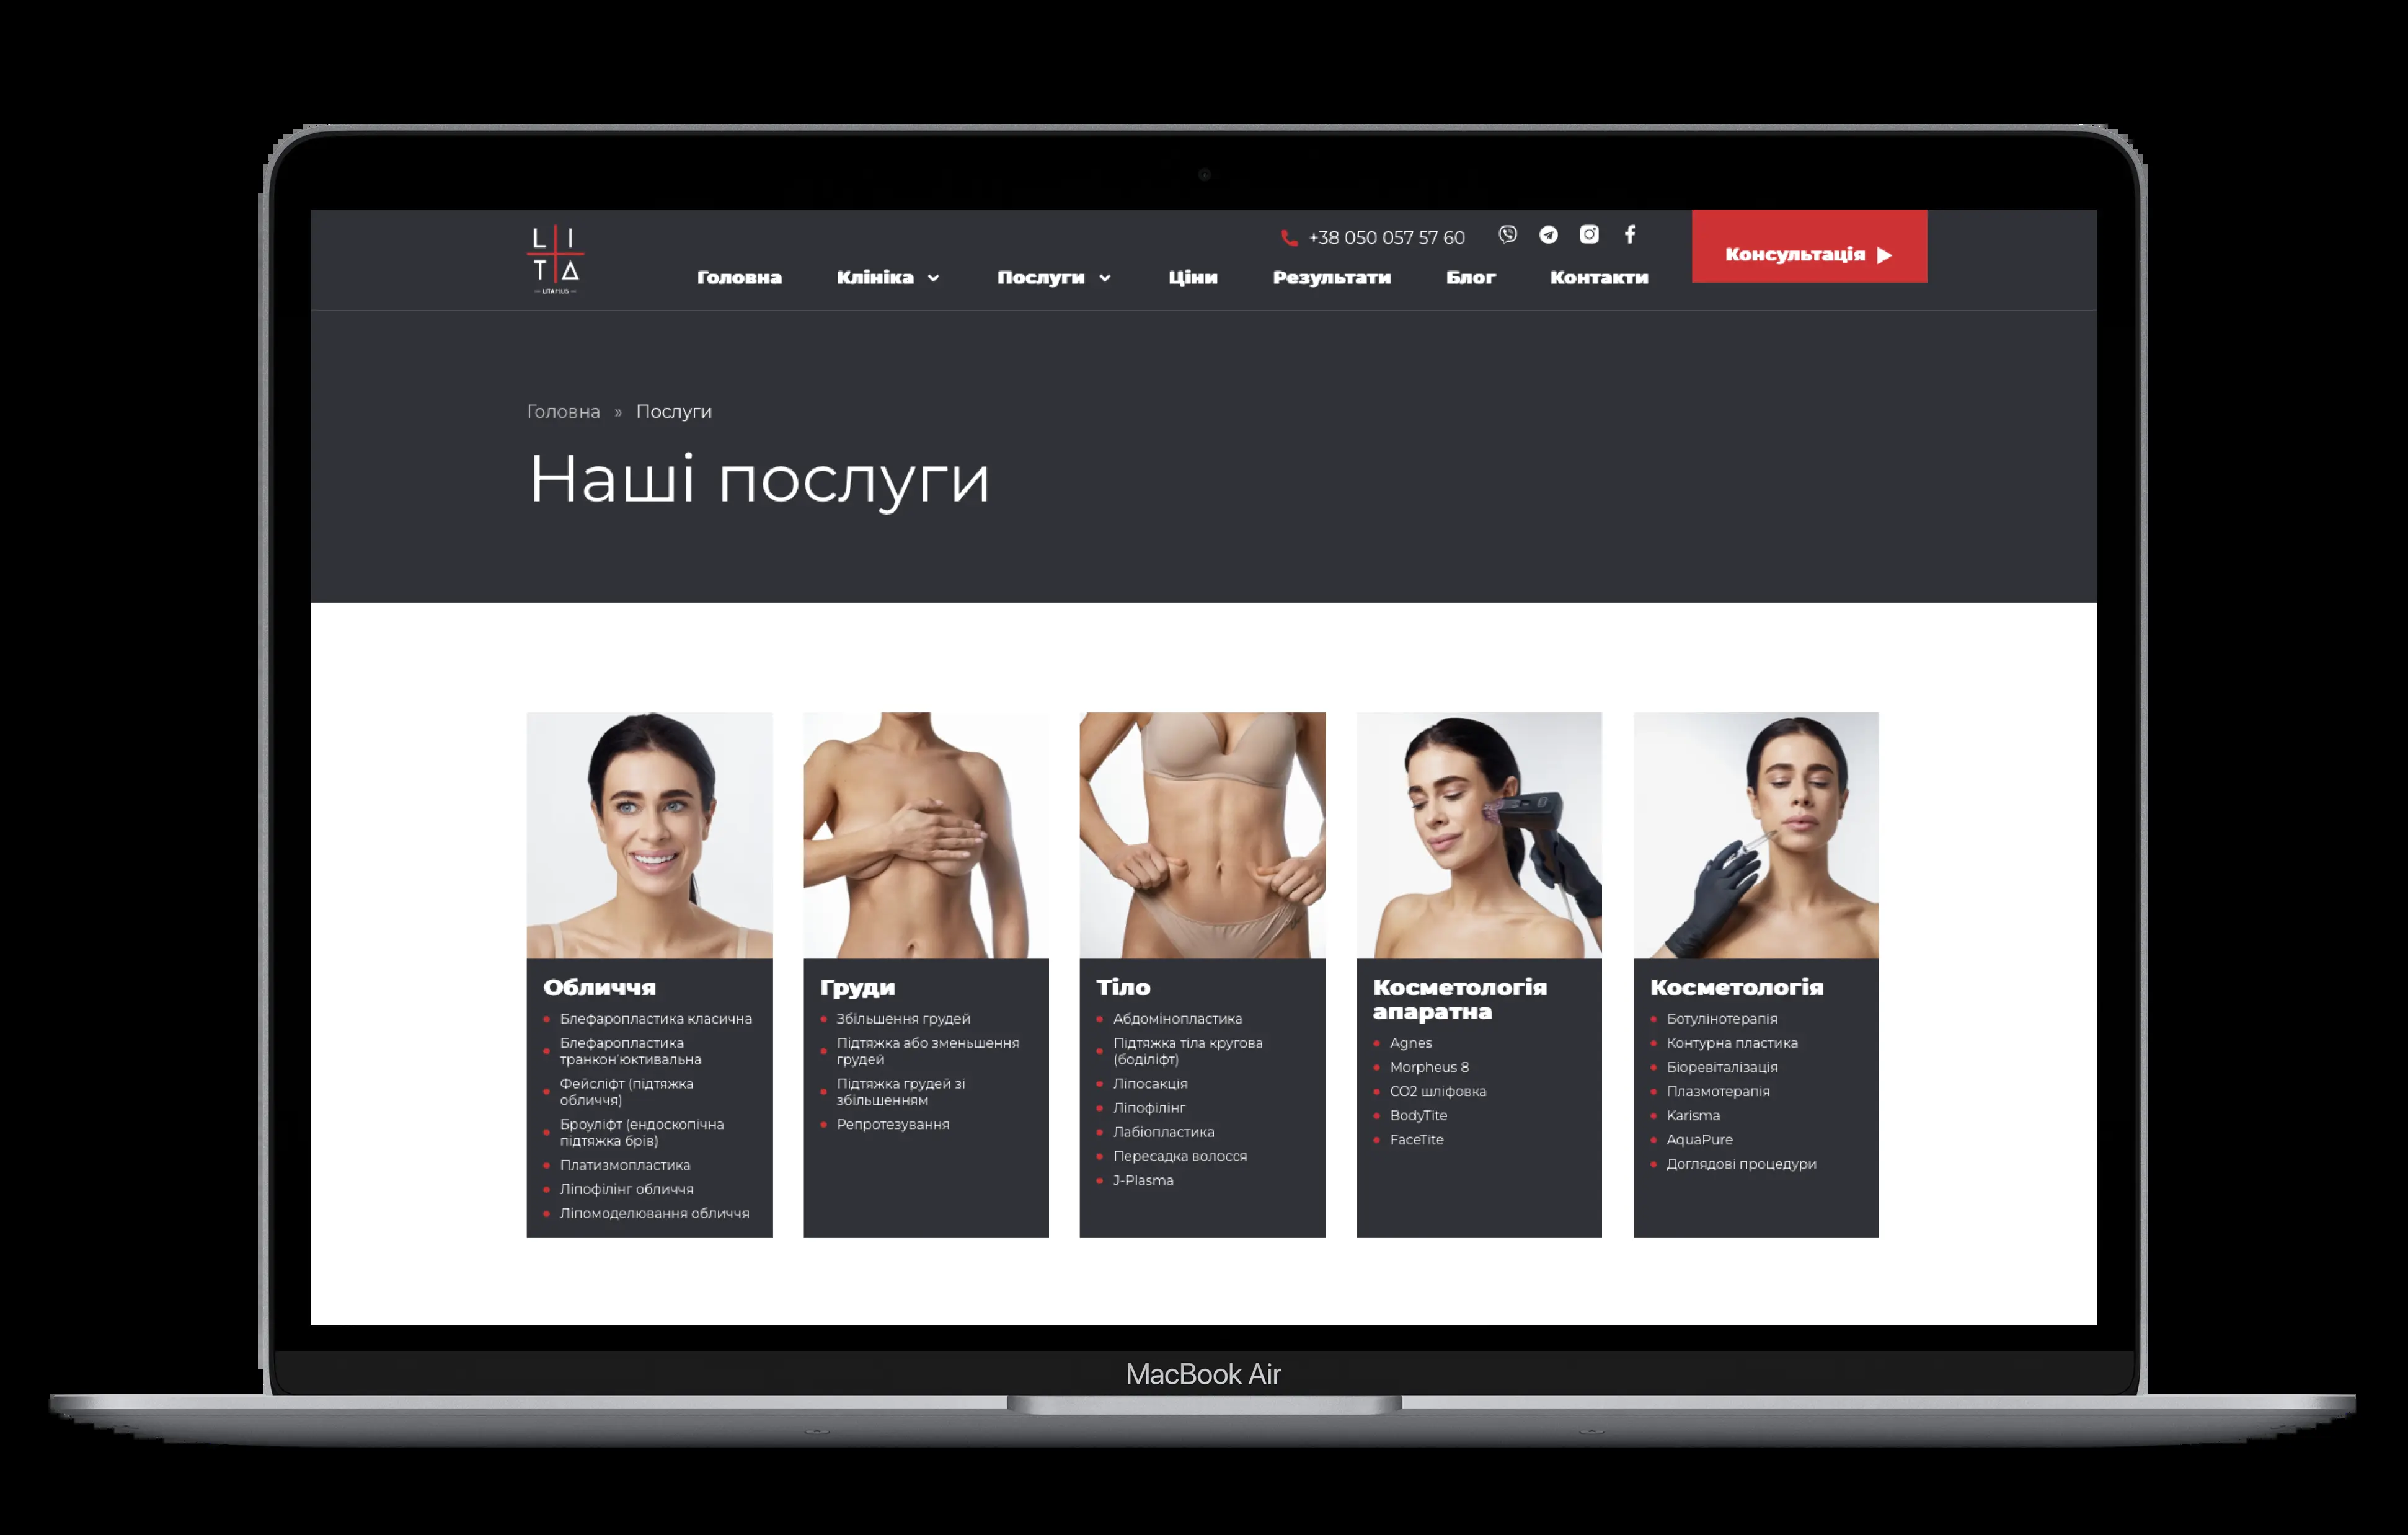 L I
T A
LITAPLUS
+38 050 057 57 60
Консультація
Головна
Клініка
Послуги
Ціни
Результати
Блог
Контакти
Головна » Послуги
Наші послуги
Обличчя
Блефаропластика класична
Блефаропластика
транкон'юктивальна
Фейсліфт (підтяжка
обличчя)
Броуліфт (ендоскопічна
підтяжка брів)
Платизмопластика
Ліпофілінг обличчя
Ліпомоделювання обличчя
Груди
Збільшення грудей
Підтяжка або зменьшення
грудей
Підтяжка грудей зі
збільшенням
Репротезування
Тіло
Абдомінопластика
Підтяжка тіла кругова
(боділіфт)
Ліпосакція
Ліпофілінг
Лабіопластика
Пересадка волосся
J-Plasma
Косметологія
апаратна
Agnes
Morpheus 8
CO2 шліфовка
BodyTite
FaceTite
Косметологія
Ботулінотерапія
Контурна пластика
Біоревіталізація
Плазмотерапія
Karisma
AquaPure
Доглядові процедури
MacBook Air